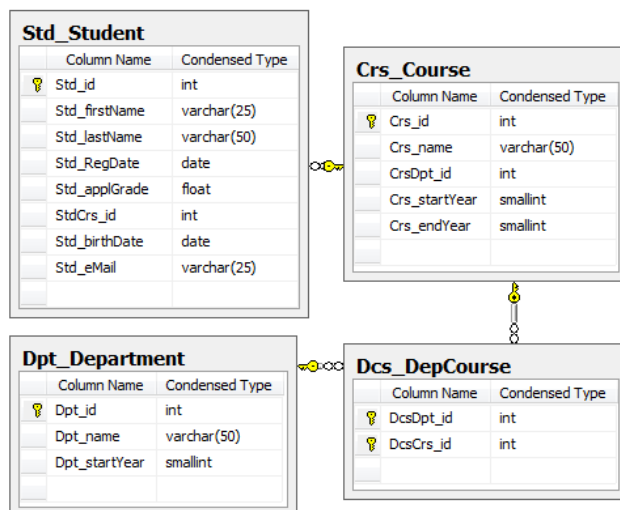 Std_Student
Column Name Condensed Type
Std_id int
Std_firstName varchar(25)
Std_lastName varchar(50)
Std_RegDate date
Std_applGrade float
StdCrs_id int
Std_birthDate date
Std_eMail varchar(25)
Crs_Course
Column Name Condensed Type
Crs_id int
Crs_name varchar(50)
CrsDpt_id int
Crs_startYear smallint
Crs_endYear smallint
Dpt_Department
Column Name Condensed Type
Dpt_id int
Dpt_name varchar(50)
Dpt_startYear smallint
Dcs_DepCourse
Column Name Condensed Type
DcsDpt_id int
DcsCrs_id int